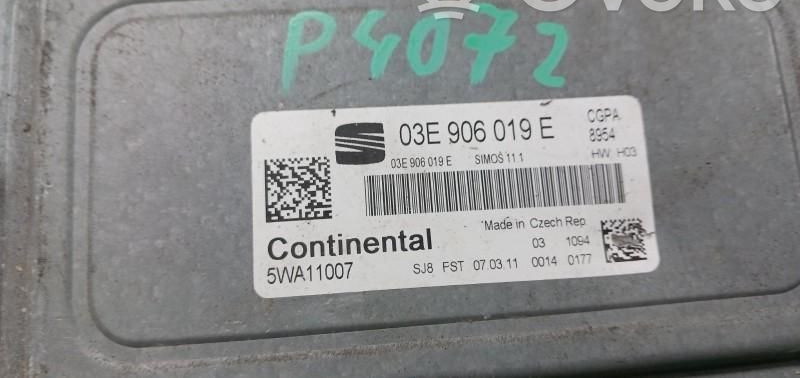 P4072
03E 906 019 E
CGPA
8954
03E 906 019 E SIMOS 11.1
HW: H03
Made in Czech Rep
Continental
03 1094
5WA11007
SJ8 FST 07.03.11 0014 0177